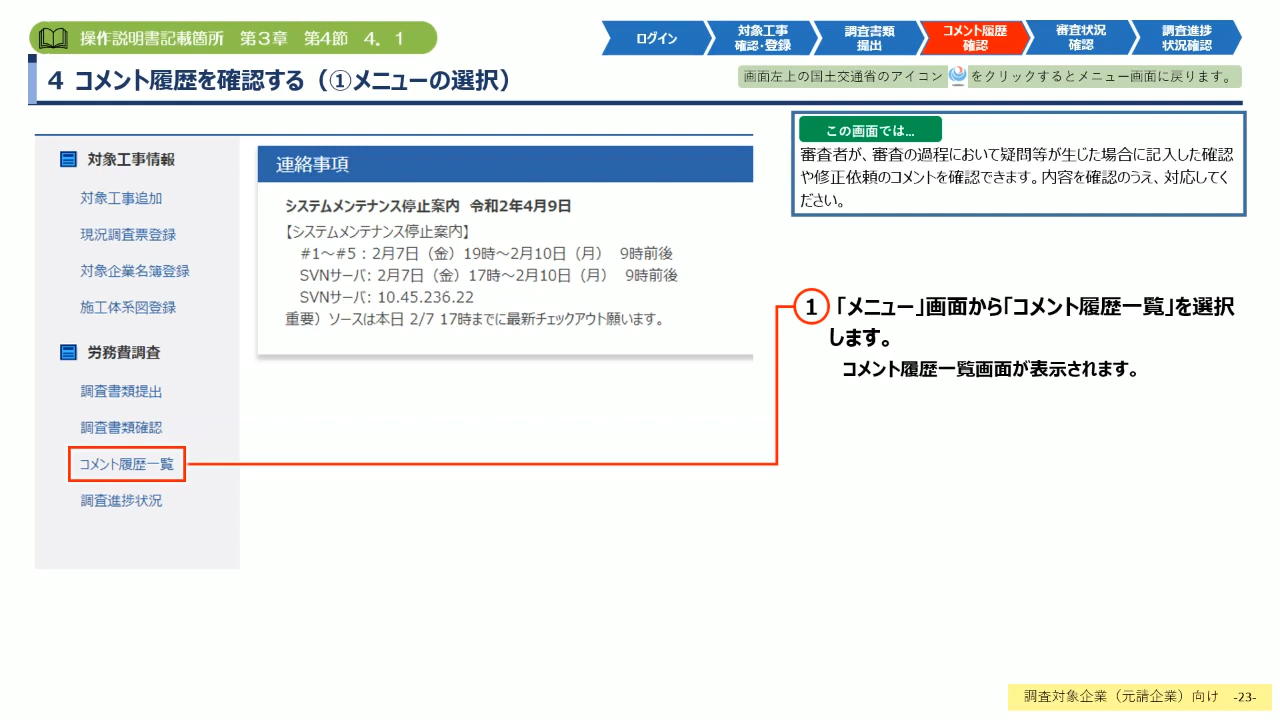 操作説明書記載箇所 第3章 第4節 4.1
ログイン
対象工事
確認・登録
調査書類
提出
コメント履歴
確認
審査状況
確認
調査進捗
状況確認
4 コメント履歴を確認する（①メニューの選択）
画面左上の国土交通省のアイコン をクリックするとメニュー画面に戻ります。
この画面では...
審査者が、審査の過程において疑問等が生じた場合に記入した確認
や修正依頼のコメントを確認できます。内容を確認のうえ、対応してく
ださい。
対象工事情報
対象工事追加
現況調査票登録
対象企業名簿登録
施工体系図登録
労務費調査
調査書類提出
調査書類確認
コメント履歴一覧
調査進捗状況
連絡事項
システムメンテナンス停止案内 令和2年4月9日
【システムメンテナンス停止案内】
#1～#5：2月7日（金）19時～2月10日（月） 9時前後
SVNサーバ: 2月7日（金）17時～2月10日（月） 9時前後
SVNサーバ: 10.45.236.22
重要）ソースは本日 2/7 17時までに最新チェックアウト願います。
1 「メニュー」画面から「コメント履歴一覧」を選択
します。
コメント履歴一覧画面が表示されます。
調査対象企業（元請企業）向け -23-